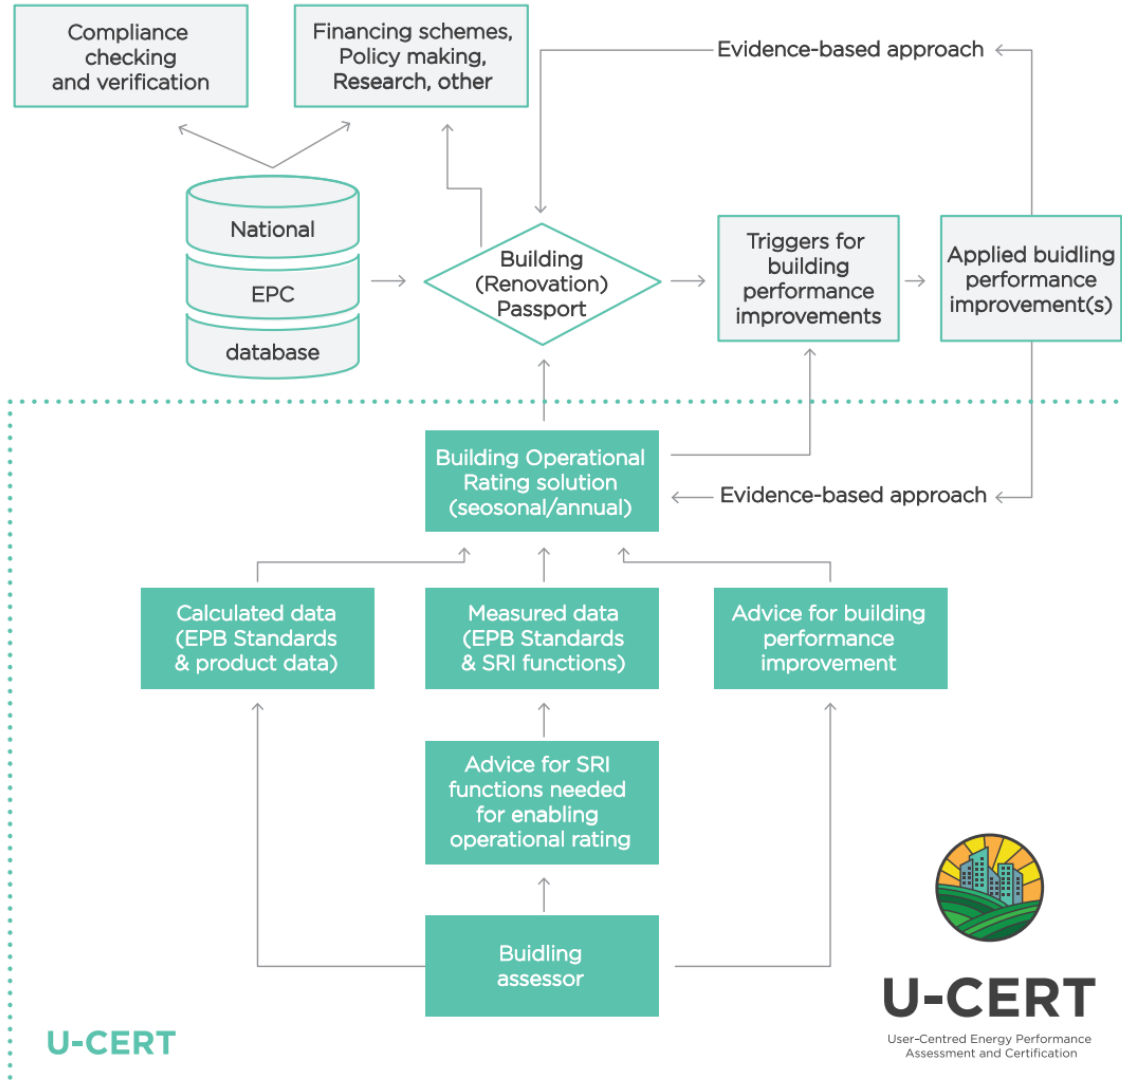 Compliance
checking
and verification
Financing schemes,
Policy making,
Research, other
Evidence-based approach
National
EPC
database
Building
(Renovation)
Passport
Triggers for
building
performance
improvements
Applied buidling
performance
improvement(s)
Building Operational
Rating solution
(seosonal/annual)
Evidence-based approach
Calculated data
(EPB Standards
& product data)
Measured data
(EPB Standards
& SRI functions)
Advice for building
performance
improvement
Advice for SRI
functions needed
for enabling
operational rating
Buidling
assessor
U-CERT
U-CERT
User-Centred Energy Performance
Assessment and Certification